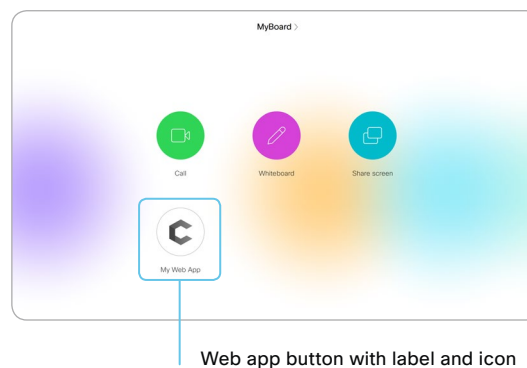 MyBoard >
Call
Whiteboard
Share screen
My Web App
Web app button with label and icon